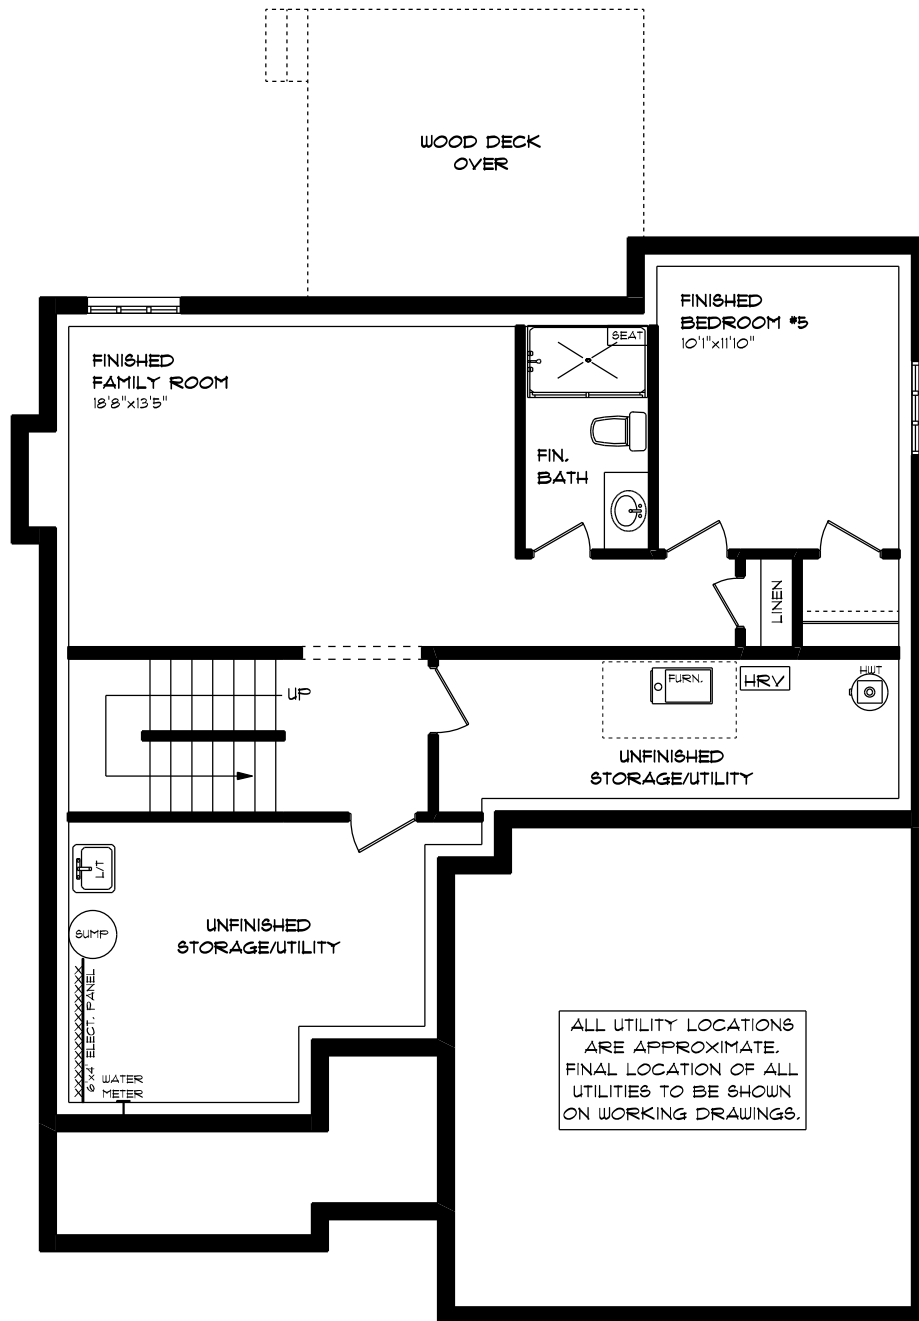 WOOD DECK
OVER
FINISHED
BEDROOM #5
10'1"x11'10"
SEAT
FINISHED
FAMILY ROOM
18'8"x13'5"
FIN.
BATH
LINEN
UP
FURN.
HRV
HWT
UNFINISHED
STORAGE/UTILITY
L/T
SUMP
UNFINISHED
STORAGE/UTILITY
6'x4' ELECT. PANEL
WATER
METER
ALL UTILITY LOCATIONS
ARE APPROXIMATE.
FINAL LOCATION OF ALL
UTILITIES TO BE SHOWN
ON WORKING DRAWINGS.